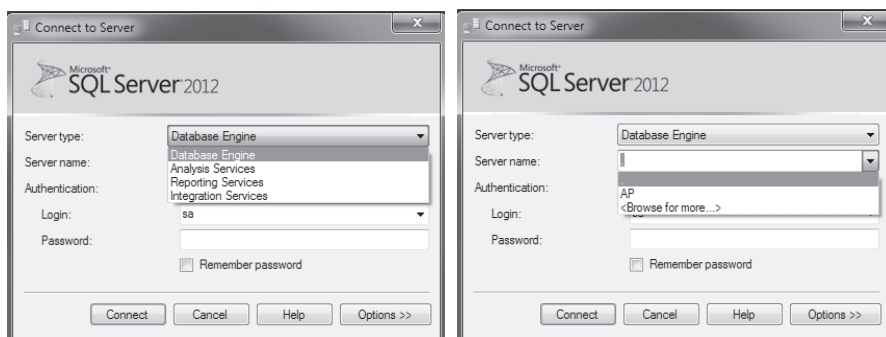 Connect to Server
x
Microsoft®
SQL Server® 2012
Server type:
Database Engine
Database Engine
Server name:
Analysis Services
Reporting Services
Authentication:
Integration Services
Login:
sa
Password:
Remember password
Connect
Cancel
Help
Options >>
Connect to Server
x
Microsoft®
SQL Server® 2012
Server type:
Database Engine
Server name:
.
.
Authentication:
AP
<Browse for more...>
Login:
Password:
Remember password
Connect
Cancel
Help
Options >>